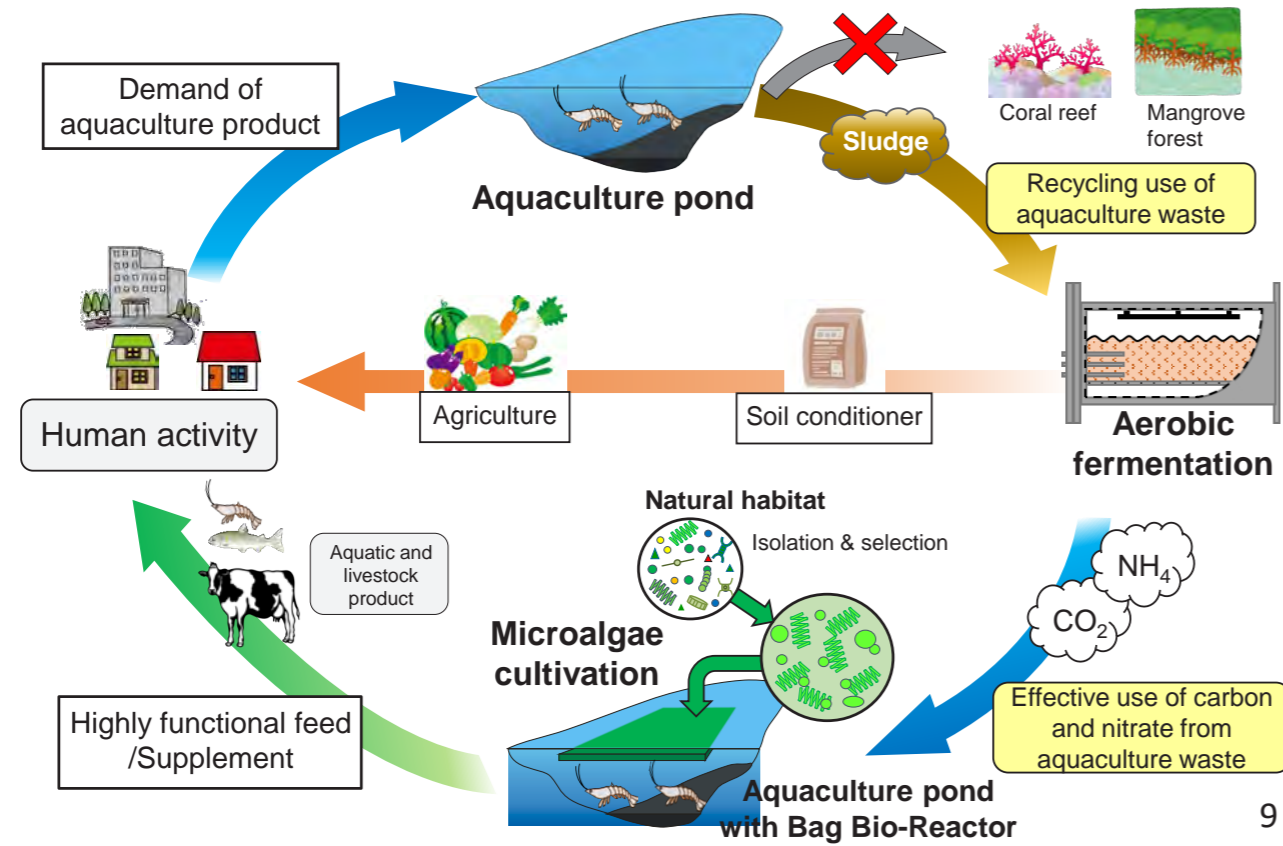 Demand of
aquaculture product
Aquaculture pond
Sludge
Coral reef
Mangrove
forest
Recycling use of
aquaculture waste
Agriculture
Soil conditioner
Aerobic
fermentation
Human activity
Natural habitat
Isolation & selection
Aquatic and
livestock
product
NH₄
CO₂
Microalgae
cultivation
Highly functional feed
/Supplement
Effective use of carbon
and nitrate from
aquaculture waste
Aquaculture pond
with Bag Bio-Reactor
9